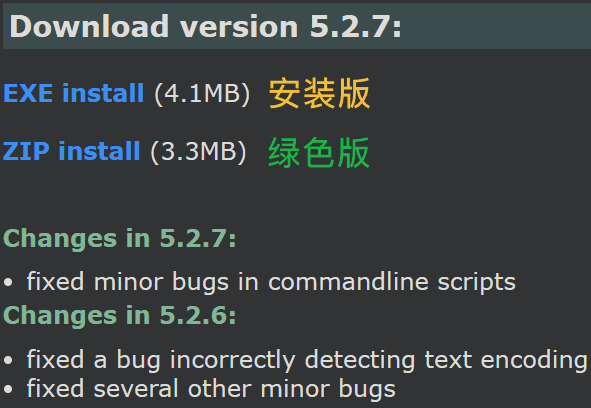 Download version 5.2.7:
EXE install (4.1MB) 安装版
ZIP install (3.3MB) 绿色版
Changes in 5.2.7:
• fixed minor bugs in commandline scripts
Changes in 5.2.6:
• fixed a bug incorrectly detecting text encoding
• fixed several other minor bugs